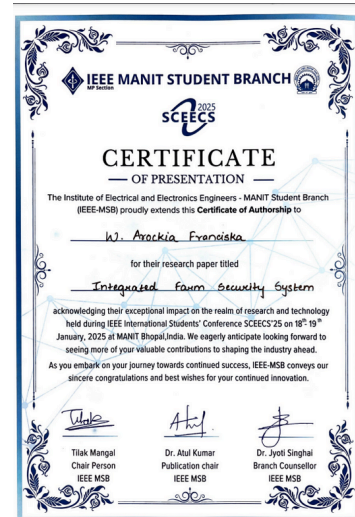 IEEE MANIT STUDENT BRANCH
MP Section
2025
SCEECS
CERTIFICATE
OF PRESENTATION
The Institute of Electrical and Electronics Engineers - MANIT Student Branch
(IEEE-MSB) proudly extends this Certificate of Authorship to
W. Arockia Franciska
for their research paper titled
Integrated Farm Security System
acknowledging their exceptional impact on the realm of research and technology
held during IEEE International Students' Conference SCEECS'25 on 18th- 19th
January, 2025 at MANIT Bhopal,India. We eagerly anticipate looking forward to
seeing more of your valuable contributions to shaping the industry ahead.
As you embark on your journey towards continued success, IEEE-MSB conveys our
sincere congratulations and best wishes for your continued innovation.
Tilak Mangal Dr. Atul Kumar Dr. Jyoti Singhai
Chair Person Publication chair Branch Counsellor
IEEE MSB IEEE MSB IEEE MSB